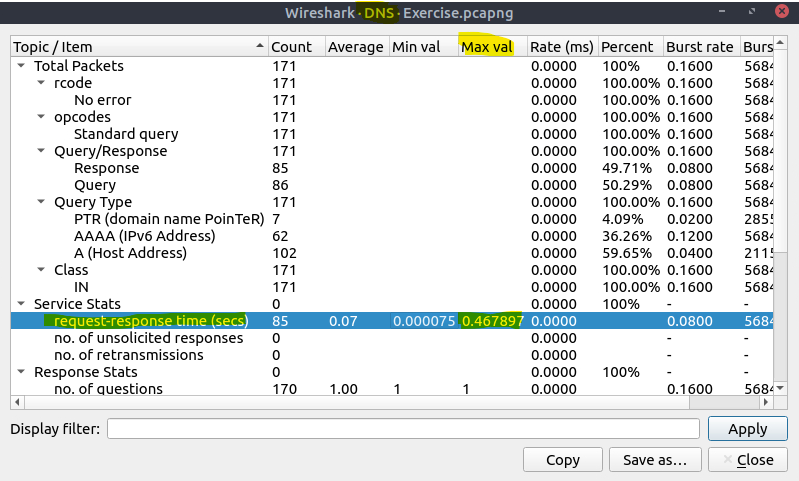 Wireshark · DNS · Exercise.pcapng
Topic / Item Count Average Min val Max val Rate (ms) Percent Burst rate Burs
Total Packets 171 0.0000 100% 0.1600 5684
rcode 171 0.0000 100.00% 0.1600 5684
No error 171 0.0000 100.00% 0.1600 5684
opcodes 171 0.0000 100.00% 0.1600 5684
Standard query 171 0.0000 100.00% 0.1600 5684
Query/Response 171 0.0000 100.00% 0.1600 5684
Response 85 0.0000 49.71% 0.0800 5684
Query 86 0.0000 50.29% 0.0800 5684
Query Type 171 0.0000 100.00% 0.1600 5684
PTR (domain name PoinTeR) 7 0.0000 4.09% 0.0200 2855
AAAA (IPv6 Address) 62 0.0000 36.26% 0.1200 5684
A (Host Address) 102 0.0000 59.65% 0.0400 2115
Class 171 0.0000 100.00% 0.1600 5684
IN 171 0.0000 100.00% 0.1600 5684
Service Stats 0 0.0000 100% - -
request-response time (secs) 85 0.07 0.000075 0.467897 0.0000 0.0800 5684
no. of unsolicited responses 0 0.0000 - -
no. of retransmissions 0 0.0000 - -
Response Stats 0 0.0000 100% - -
no. of questions 170 1.00 1 1 0.0000 0.1600 5684
Display filter: Apply
Copy Save as... Close